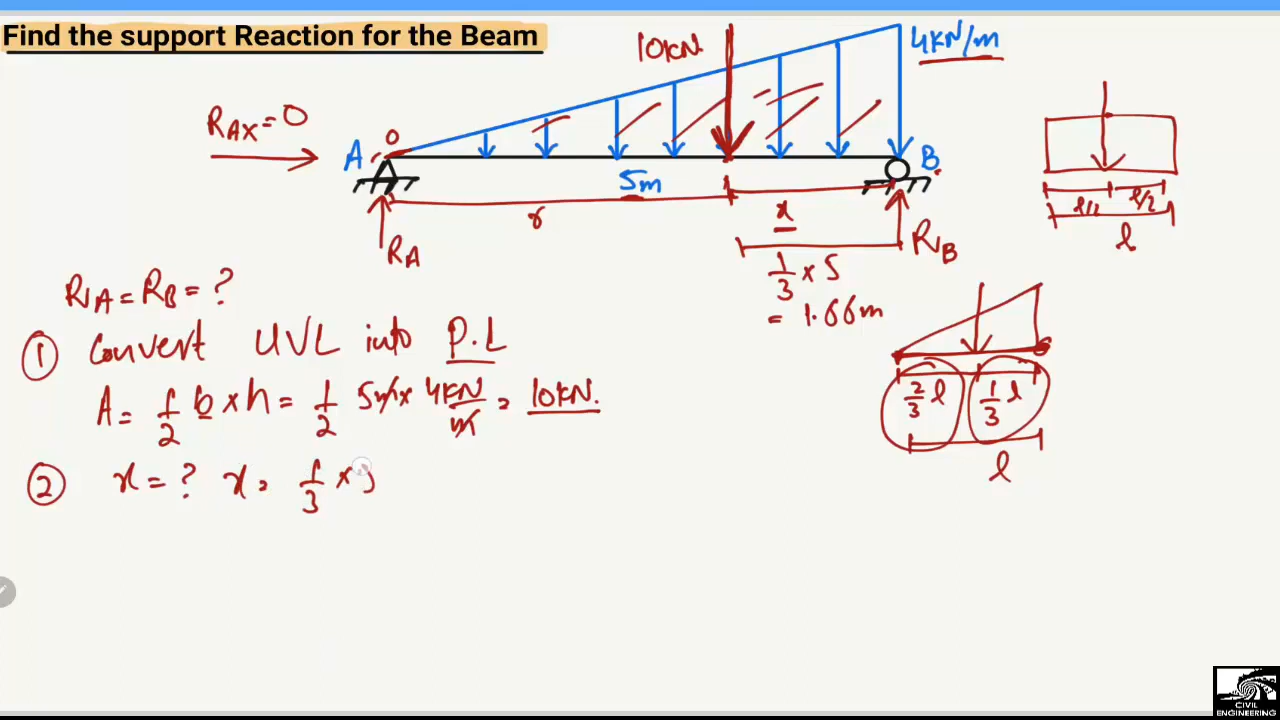 Find the support Reaction for the Beam
10KN
4KN/m
RAX=0
A
0
B
5m
x
l/2
l/2
l
RA
RB
1/3 × 5
= 1.66m
RA = RB = ?
① Convert UVL into P.L
A = 1/2 b × h = 1/2 5m × 4KN/m = 10KN.
2/3 l
1/3 l
l
② x = ? x = 1/3 × 5
CIVIL
ENGINEERING